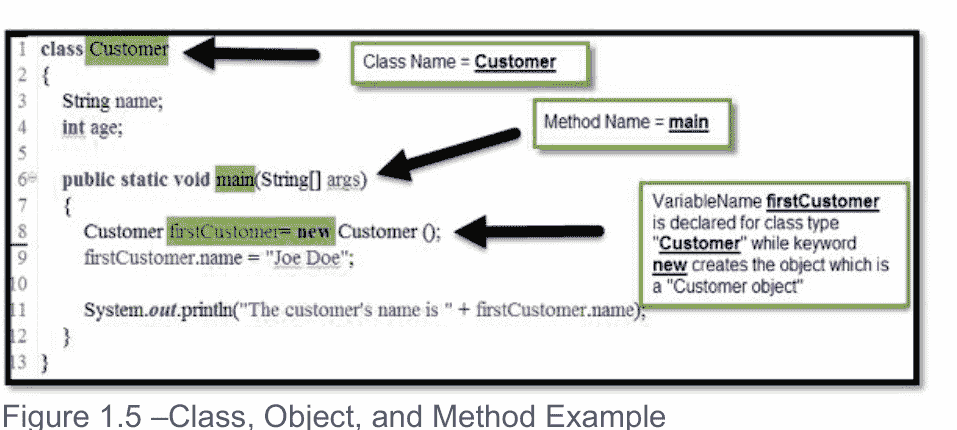 1 class Customer
2 {
3 String name;
4 int age;
5
6 public static void main(String[] args)
7 {
8 Customer firstCustomer= new Customer ();
9 firstCustomer.name = "Joe Doe";
10
11 System.out.println("The customer's name is " + firstCustomer.name);
12 }
13 }
Class Name = Customer
Method Name = main
VariableName firstCustomer
is declared for class type
"Customer" while keyword
new creates the object which is
a "Customer object"
Figure 1.5 –Class, Object, and Method Example